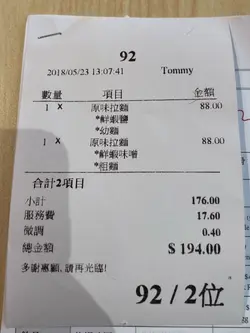 92
2018/05/23 13:07:41 Tommy
數量 項目 金額
1 X 原味拉麵 88.00
*鮮蝦鹽
*幼麵
1 X 原味拉麵 88.00
*鮮蝦味噌
*粗麵
合計2項目
小計 176.00
服務費 17.60
微調 0.40
總金額 $ 194.00
多謝惠顧,請再光臨!
92 / 2位